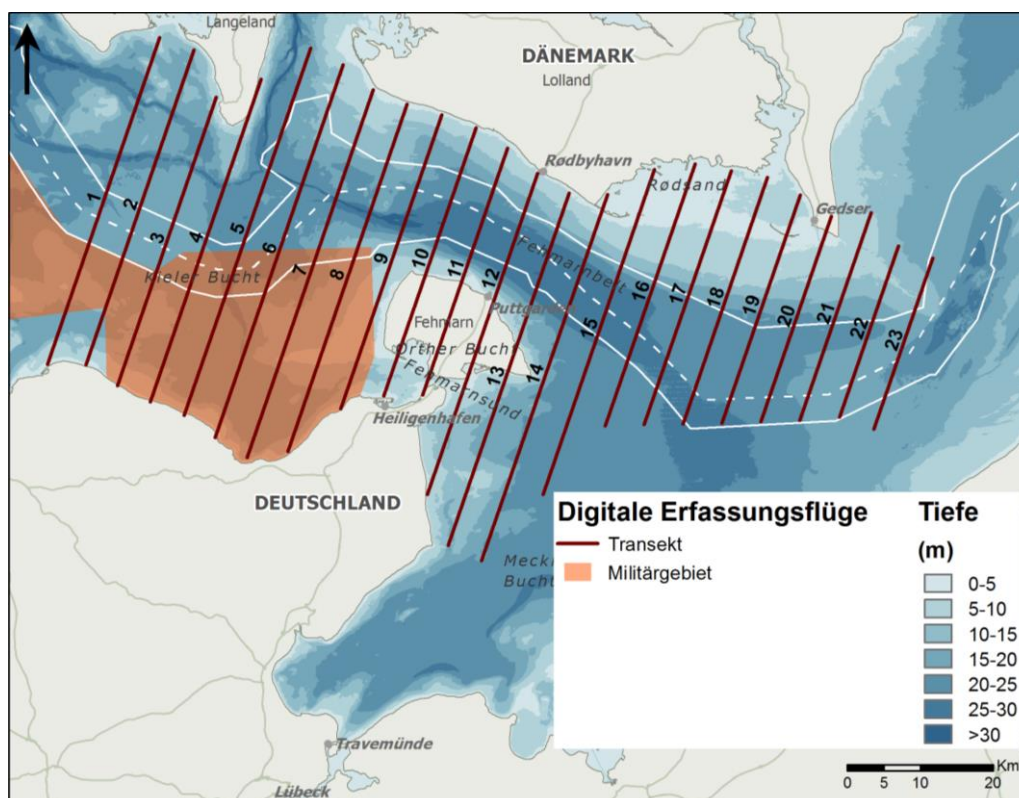 Langeland
DÄNEMARK
Lolland
Rødbyhavn
Rødsand
Gedser
1
2
3
4
5
6
7
8
9
10
11
12
13
14
15
16
17
18
19
20
21
22
23
Kieler Bucht
Fehmarnbelt
Puttgarden
Fehmarn
Orther Bucht
Fehmarnsund
Heiligenhafen
DEUTSCHLAND
Bucht
Travemünde
Lübeck
Digitale Erfassungsflüge
Transekt
Militärgebiet
Tiefe
(m)
0-5
5-10
10-15
15-20
20-25
25-30
>30
Km
0 5 10 20